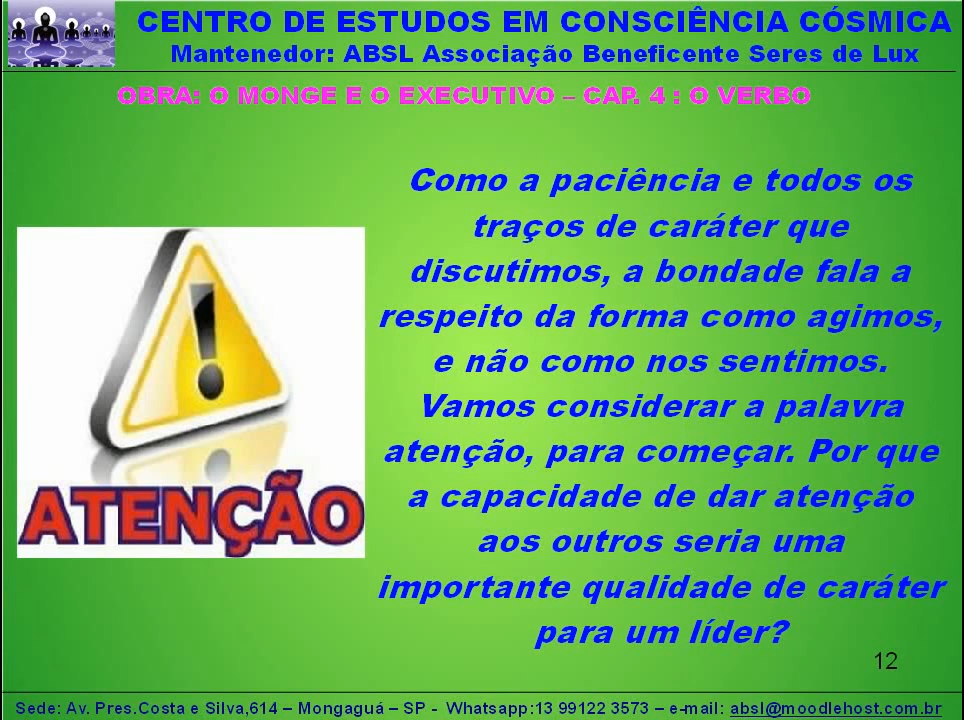 CENTRO DE ESTUDOS EM CONSCIÊNCIA CÓSMICA
Mantenedor: ABSL Associação Beneficente Seres de Lux
OBRA: O MONGE E O EXECUTIVO – CAP. 4 : O VERBO
Como a paciência e todos os
traços de caráter que
discutimos, a bondade fala a
respeito da forma como agimos,
e não como nos sentimos.
Vamos considerar a palavra
atenção, para começar. Por que
a capacidade de dar atenção
aos outros seria uma
importante qualidade de caráter
para um líder?
!
ATENÇÃO
12
Sede: Av. Pres.Costa e Silva,614 – Mongaguá – SP - Whatsapp:13 99122 3573 – e-mail: absl@moodlehost.com.br